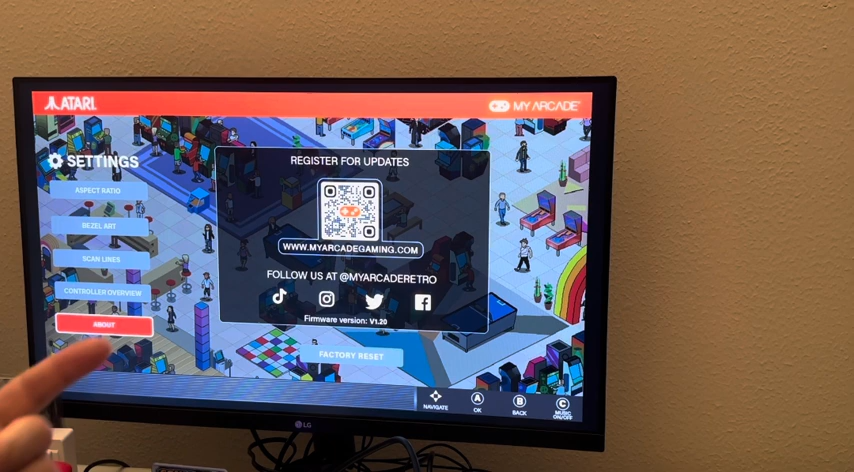 ATARI
MY ARCADE
SETTINGS
ASPECT RATIO
BEZEL ART
SCAN LINES
CONTROLLER OVERVIEW
ABOUT
REGISTER FOR UPDATES
WWW.MYARCADEGAMING.COM
FOLLOW US AT @MYARCADERETRO
Firmware version: V1.20
FACTORY RESET
NAVIGATE
A
OK
B
BACK
C
MUSIC
ON/OFF
LG